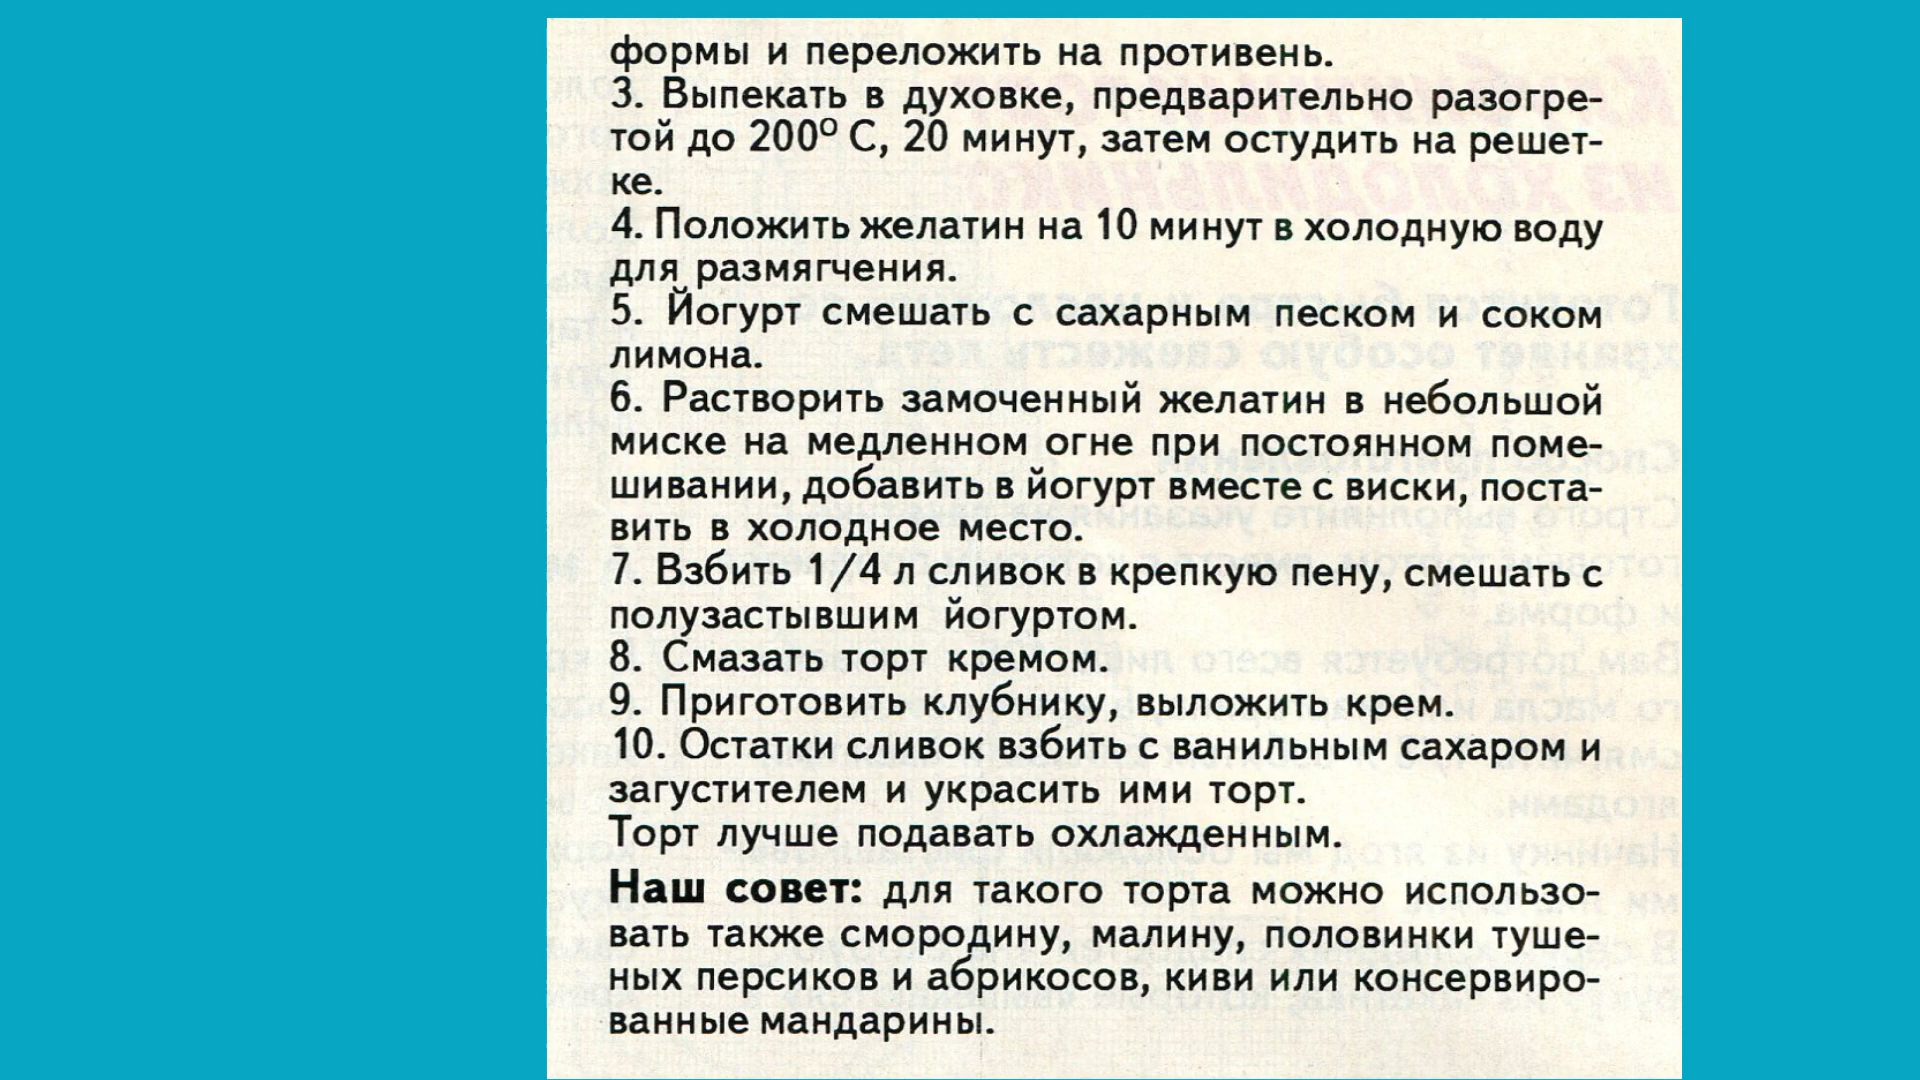 формы и переложить на противень.
3. Выпекать в духовке, предварительно разогре-
той до 200⁰ С, 20 минут, затем остудить на решет-
ке.
4. Положить желатин на 10 минут в холодную воду
для размягчения.
5. Йогурт смешать с сахарным песком и соком
лимона.
6. Растворить замоченный желатин в небольшой
миске на медленном огне при постоянном поме-
шивании, добавить в йогурт вместе с виски, поста-
вить в холодное место.
7. Взбить 1/4 л сливок в крепкую пену, смешать с
полузастывшим йогуртом.
8. Смазать торт кремом.
9. Приготовить клубнику, выложить крем.
10. Остатки сливок взбить с ванильным сахаром и
загустителем и украсить ими торт.
Торт лучше подавать охлажденным.
Наш совет: для такого торта можно использо-
вать также смородину, малину, половинки туше-
ных персиков и абрикосов, киви или консервиро-
ванные мандарины.